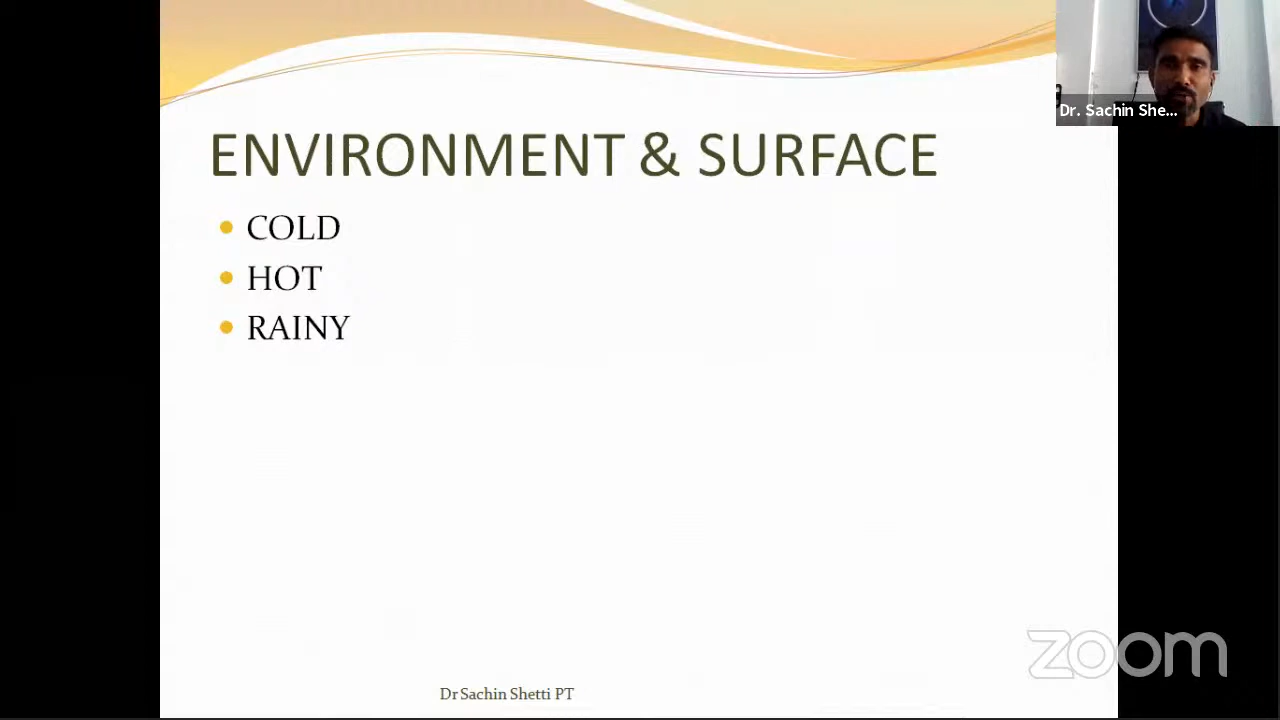 Dr. Sachin She...
ENVIRONMENT & SURFACE
COLD
HOT
RAINY
zoom
Dr Sachin Shetti PT